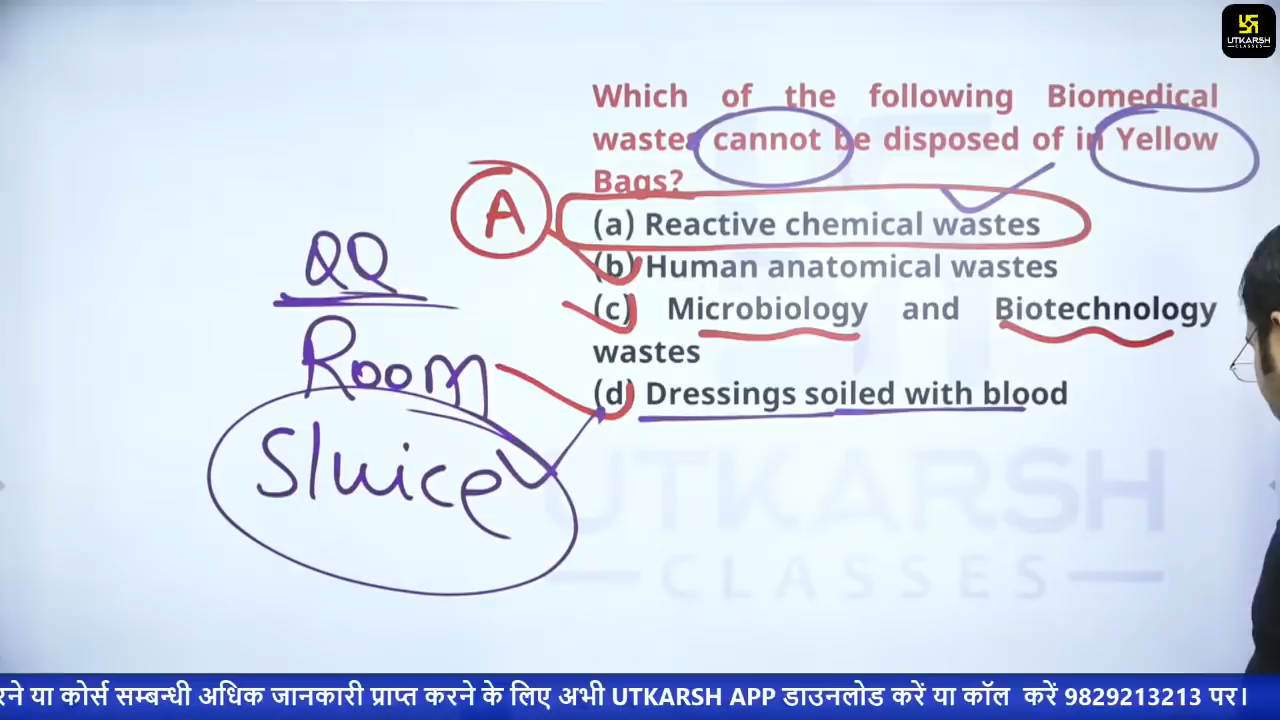 UTKARSH
CLASSES
Which of the following Biomedical
wastes cannot be disposed of in Yellow
Bags?
A
(a) Reactive chemical wastes
(b) Human anatomical wastes
(c) Microbiology and Biotechnology
wastes
(d) Dressings soiled with blood
Room
Sluice
UTKARSH
CLASSES
रने या कोर्स सम्बन्धी अधिक जानकारी प्राप्त करने के लिए अभी UTKARSH APP डाउनलोड करें या कॉल करें 9829213213 पर।